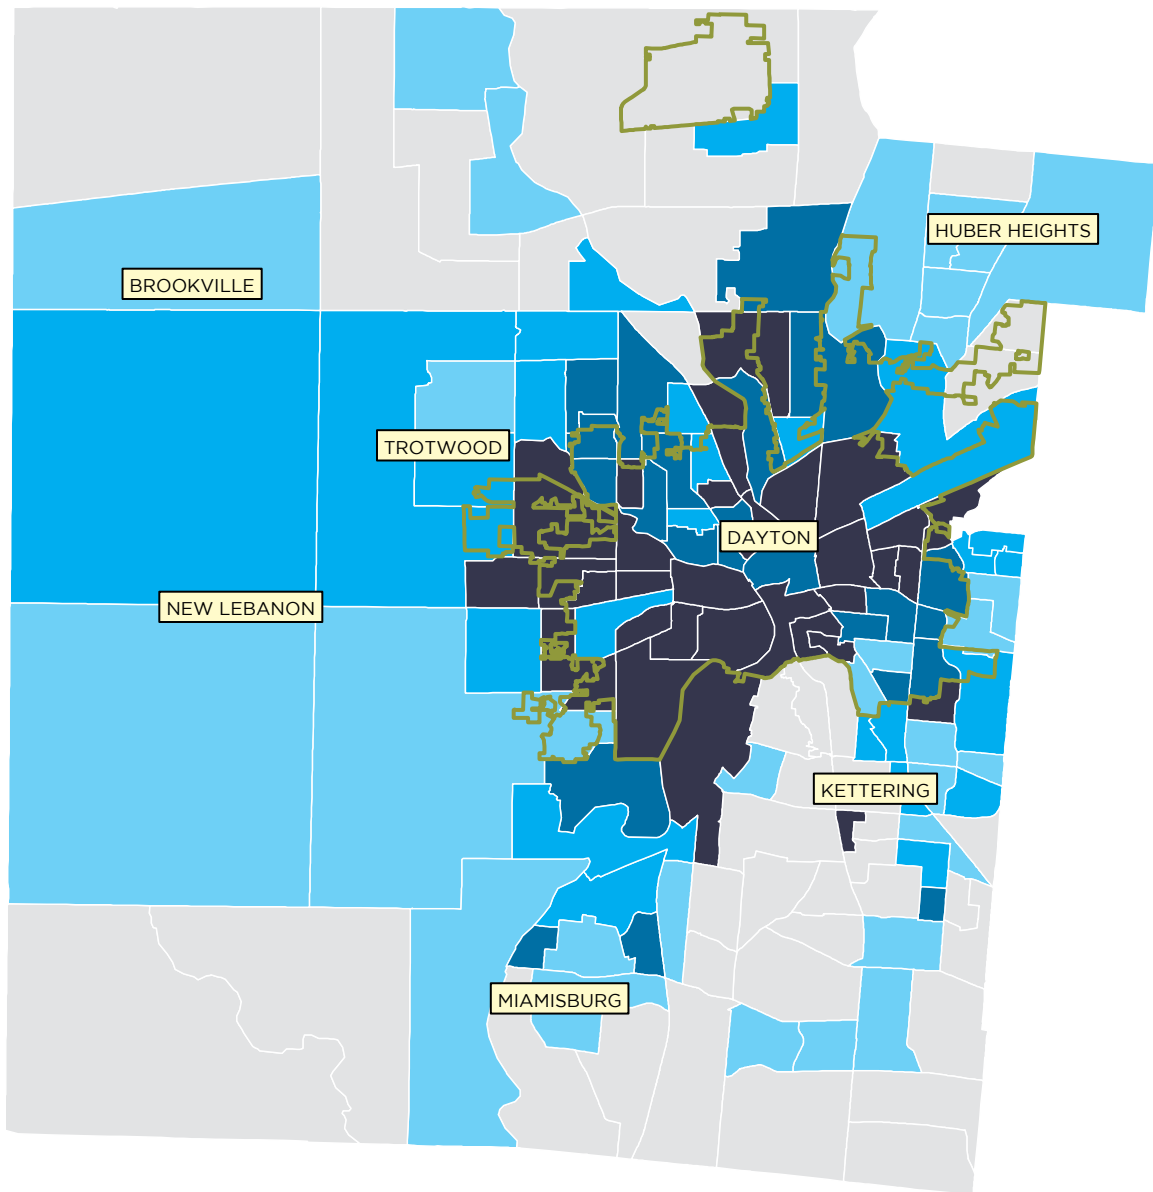 HUBER HEIGHTS
BROOKVILLE
TROTWOOD
DAYTON
NEW LEBANON
KETTERING
MIAMISBURG